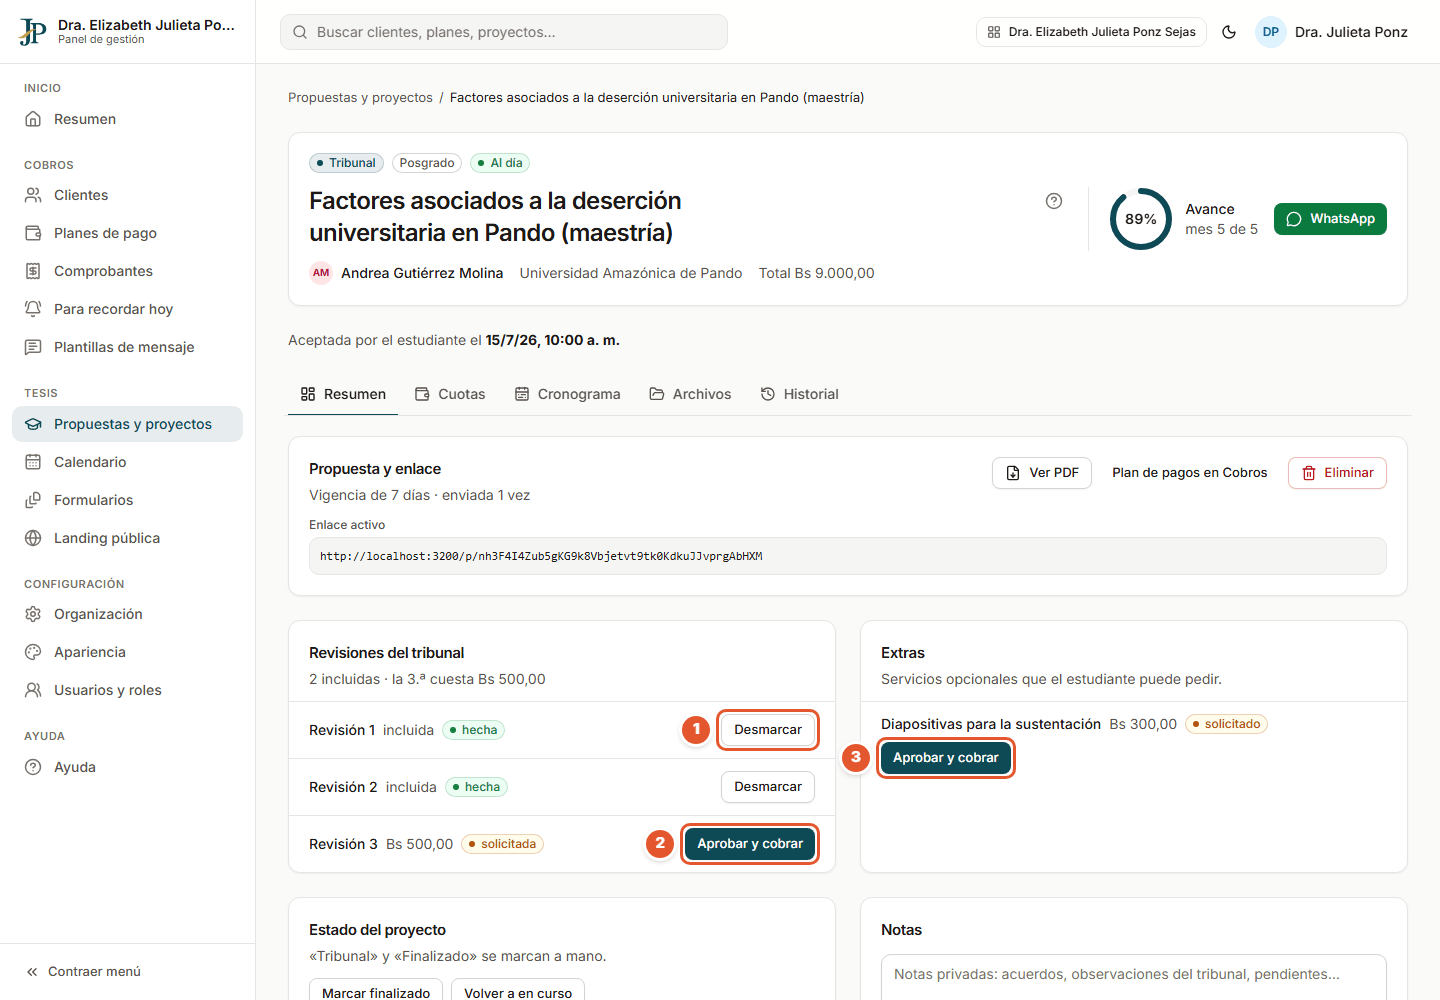 JP
Dra. Elizabeth Julieta Po...
Panel de gestión
Buscar clientes, planes, proyectos...
Dra. Elizabeth Julieta Ponz Sejas
DP
Dra. Julieta Ponz
INICIO
Resumen
COBROS
Clientes
Planes de pago
Comprobantes
Para recordar hoy
Plantillas de mensaje
TESIS
Propuestas y proyectos
Calendario
Formularios
Landing pública
CONFIGURACIÓN
Organización
Apariencia
Usuarios y roles
AYUDA
Ayuda
Contraer menú
Propuestas y proyectos / Factores asociados a la deserción universitaria en Pando (maestría)
Tribunal
Posgrado
Al día
Factores asociados a la deserción
universitaria en Pando (maestría)
89%
Avance
mes 5 de 5
WhatsApp
AM
Andrea Gutiérrez Molina
Universidad Amazónica de Pando
Total Bs 9.000,00
Aceptada por el estudiante el 15/7/26, 10:00 a. m.
Resumen
Cuotas
Cronograma
Archivos
Historial
Propuesta y enlace
Vigencia de 7 días · enviada 1 vez
Ver PDF
Plan de pagos en Cobros
Eliminar
Enlace activo
http://localhost:3200/p/nh3F4I4Zub5gKG9k8Vbjetvt9tk0KdkuJJvprgAbHXM
Revisiones del tribunal
2 incluidas · la 3.ª cuesta Bs 500,00
Revisión 1 incluida hecha
1
Desmarcar
Revisión 2 incluida hecha
Desmarcar
Revisión 3 Bs 500,00 solicitada
2
Aprobar y cobrar
Extras
Servicios opcionales que el estudiante puede pedir.
Diapositivas para la sustentación Bs 300,00 solicitado
3
Aprobar y cobrar
Estado del proyecto
«Tribunal» y «Finalizado» se marcan a mano.
Marcar finalizado
Volver a en curso
Notas
Notas privadas: acuerdos, observaciones del tribunal, pendientes...